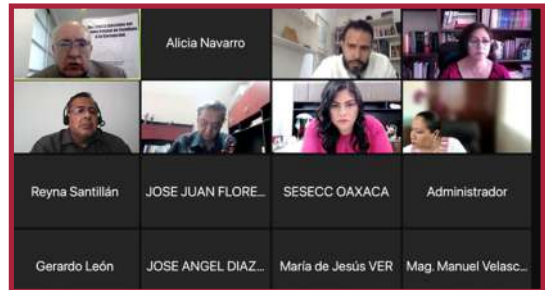 Alicia Navarro
Reyna Santillán
JOSE JUAN FLORE...
SESECC OAXACA
Administrador
Gerardo León
JOSE ANGEL DIAZ...
María de Jesús VER
Mag. Manuel Velasc...